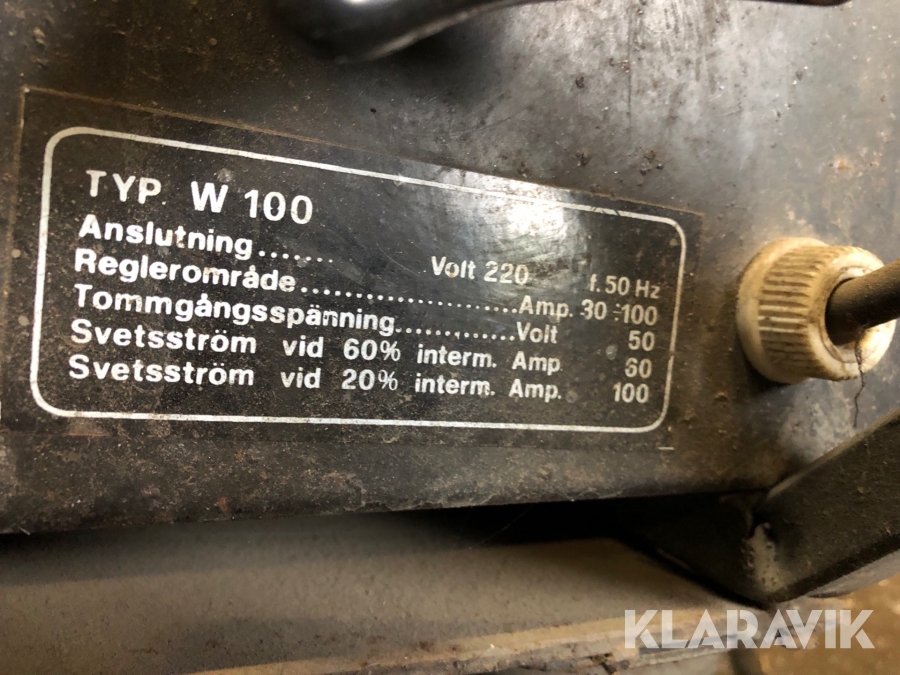 TYP. W 100
Anslutning....... Volt 220 f. 50 Hz
Reglerområde.......................Amp. 30-100
Tommgångsspänning............Volt 50
Svetsström vid 60% interm. Amp 60
Svetsström vid 20% interm. Amp. 100
KLARAVIK